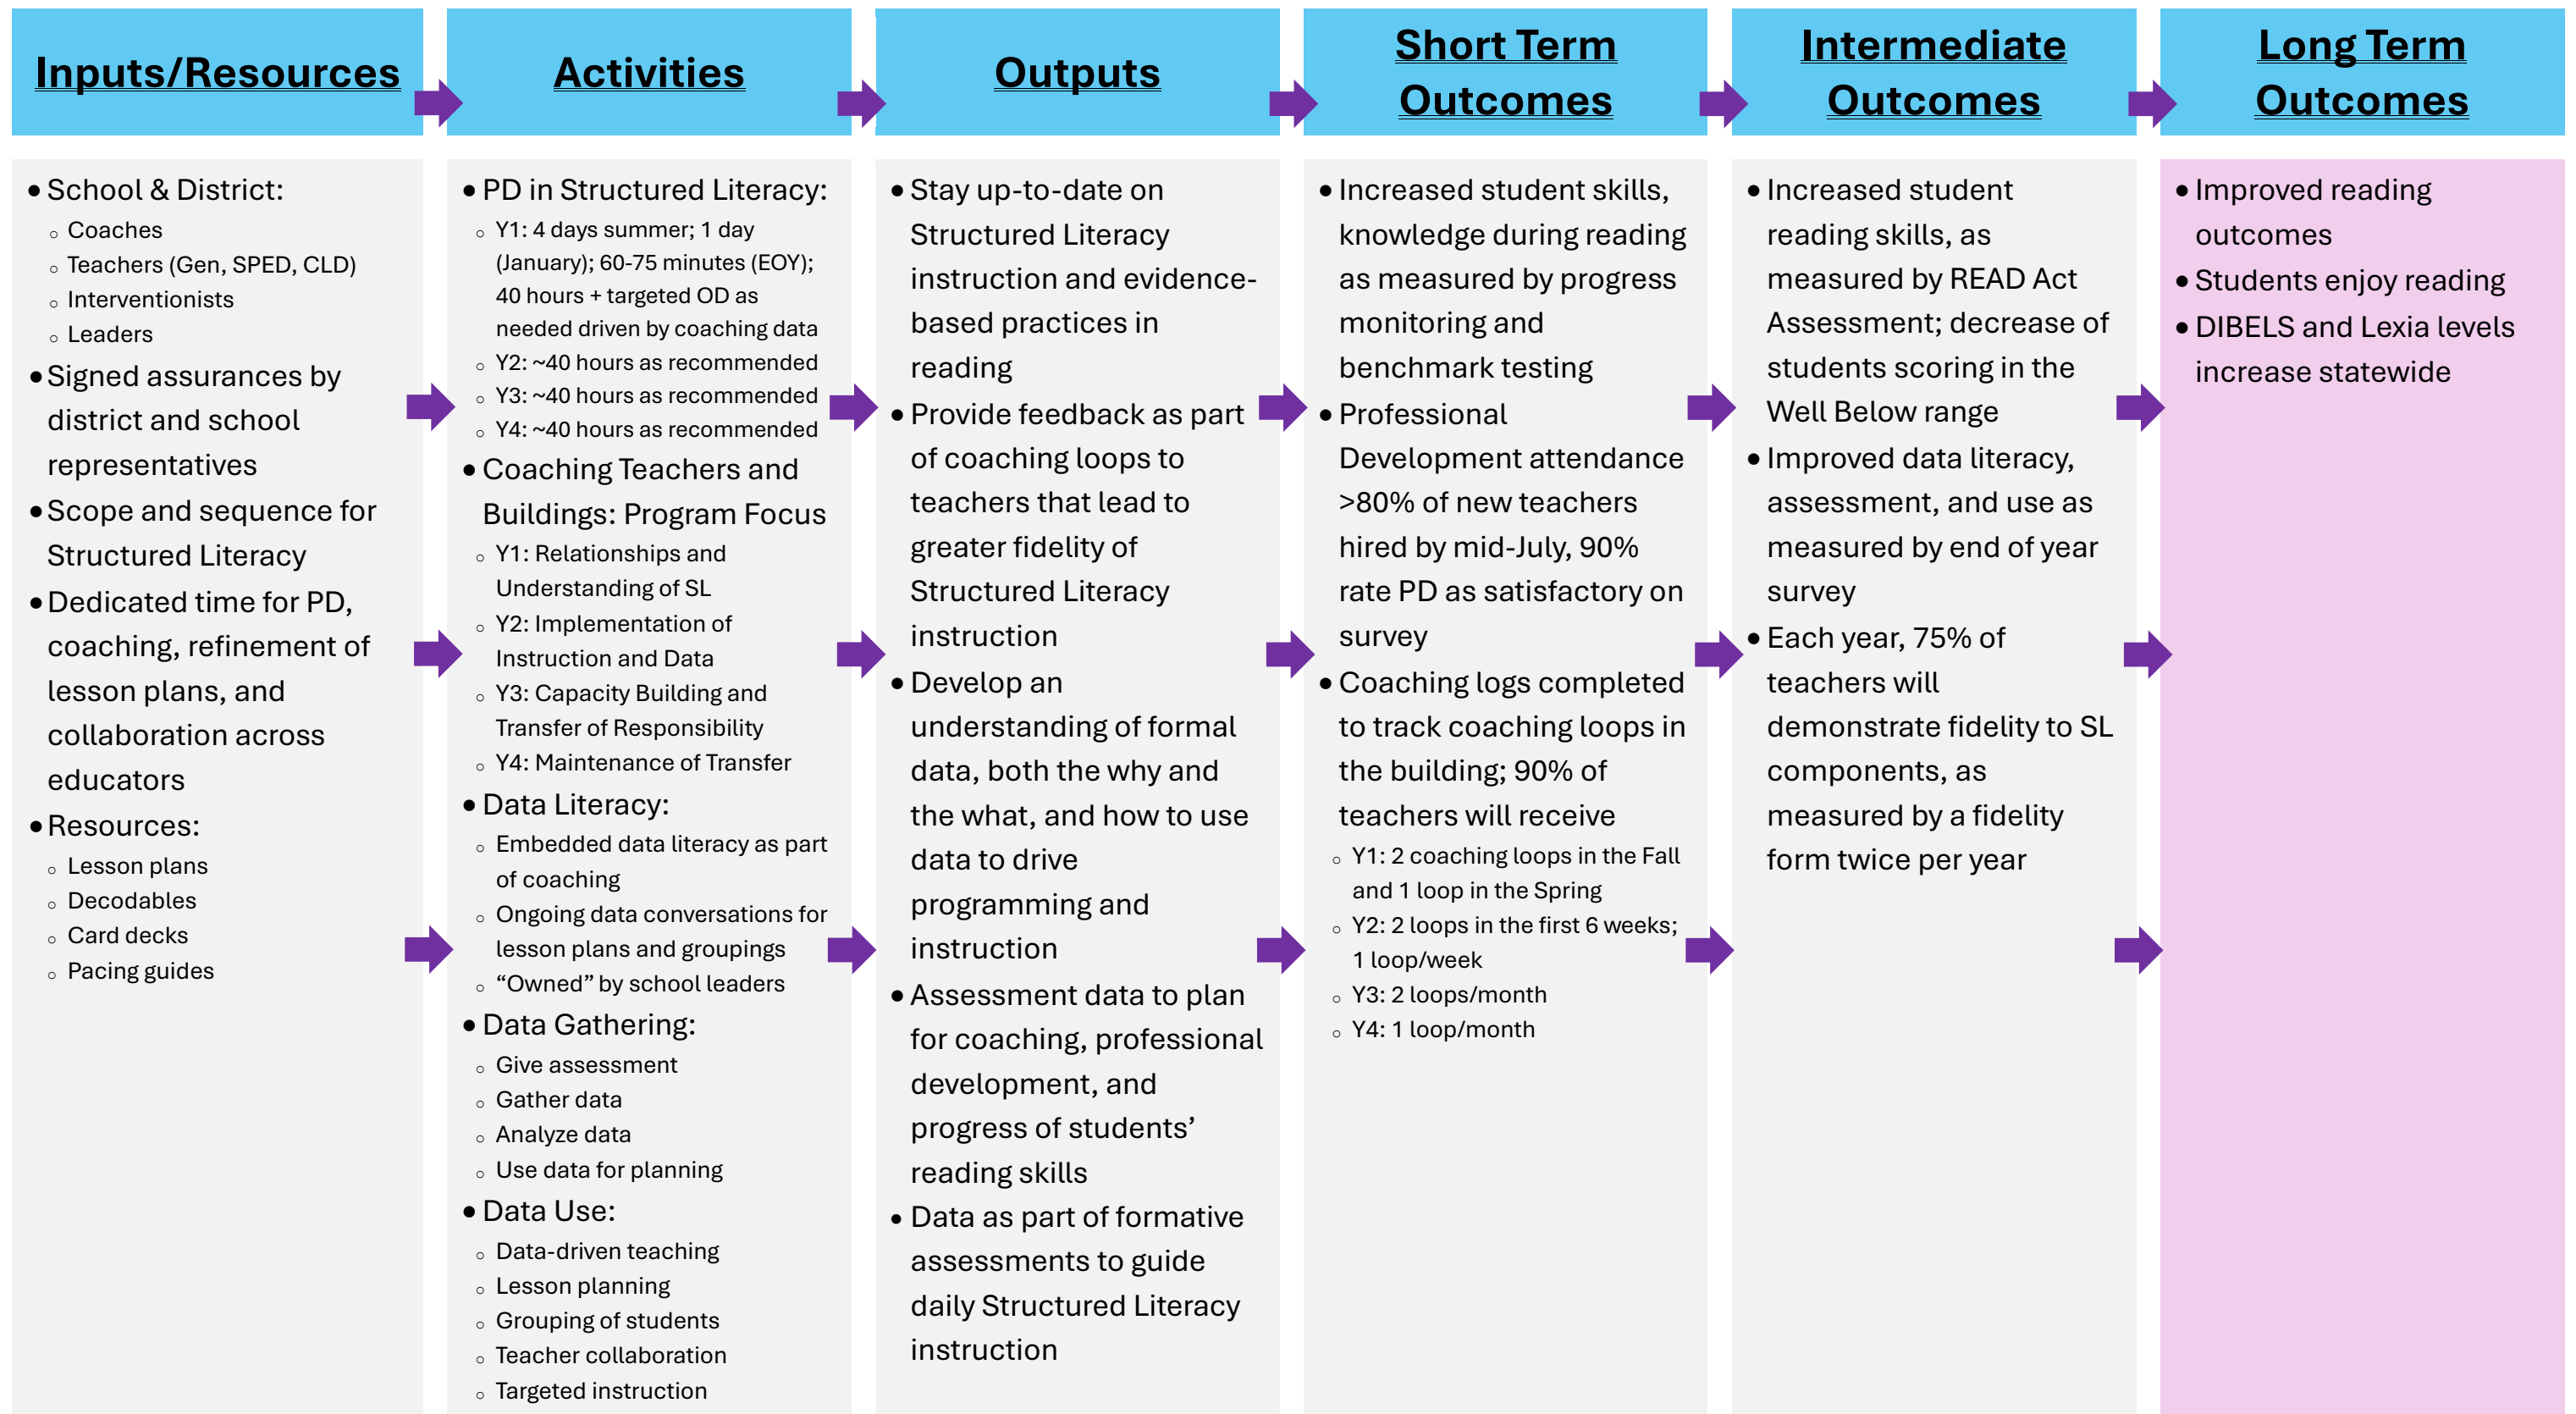 Inputs/Resources
Activities
Outputs
Short Term
Outcomes
Intermediate
Outcomes
Long Term
Outcomes
• School & District:
○ Coaches
○ Teachers (Gen, SPED, CLD)
○ Interventionists
○ Leaders
• Signed assurances by
district and school
representatives
• Scope and sequence for
Structured Literacy
• Dedicated time for PD,
coaching, refinement of
lesson plans, and
collaboration across
educators
• Resources:
○ Lesson plans
○ Decodables
○ Card decks
○ Pacing guides
• PD in Structured Literacy:
○ Y1: 4 days summer; 1 day
(January); 60-75 minutes (EOY);
40 hours + targeted OD as
needed driven by coaching data
○ Y2: ~40 hours as recommended
○ Y3: ~40 hours as recommended
○ Y4: ~40 hours as recommended
• Coaching Teachers and
Buildings: Program Focus
○ Y1: Relationships and
Understanding of SL
○ Y2: Implementation of
Instruction and Data
○ Y3: Capacity Building and
Transfer of Responsibility
○ Y4: Maintenance of Transfer
• Data Literacy:
○ Embedded data literacy as part
of coaching
○ Ongoing data conversations for
lesson plans and groupings
○ “Owned” by school leaders
• Data Gathering:
○ Give assessment
○ Gather data
○ Analyze data
○ Use data for planning
• Data Use:
○ Data-driven teaching
○ Lesson planning
○ Grouping of students
○ Teacher collaboration
○ Targeted instruction
• Stay up-to-date on
Structured Literacy
instruction and evidence-
based practices in
reading
• Provide feedback as part
of coaching loops to
teachers that lead to
greater fidelity of
Structured Literacy
instruction
• Develop an
understanding of formal
data, both the why and
the what, and how to use
data to drive
programming and
instruction
• Assessment data to plan
for coaching, professional
development, and
progress of students’
reading skills
• Data as part of formative
assessments to guide
daily Structured Literacy
instruction
• Increased student skills,
knowledge during reading
as measured by progress
monitoring and
benchmark testing
• Professional
Development attendance
>80% of new teachers
hired by mid-July, 90%
rate PD as satisfactory on
survey
• Coaching logs completed
to track coaching loops in
the building; 90% of
teachers will receive
○ Y1: 2 coaching loops in the Fall
and 1 loop in the Spring
○ Y2: 2 loops in the first 6 weeks;
1 loop/week
○ Y3: 2 loops/month
○ Y4: 1 loop/month
• Increased student
reading skills, as
measured by READ Act
Assessment; decrease of
students scoring in the
Well Below range
• Improved data literacy,
assessment, and use as
measured by end of year
survey
• Each year, 75% of
teachers will
demonstrate fidelity to SL
components, as
measured by a fidelity
form twice per year
• Improved reading
outcomes
• Students enjoy reading
• DIBELS and Lexia levels
increase statewide